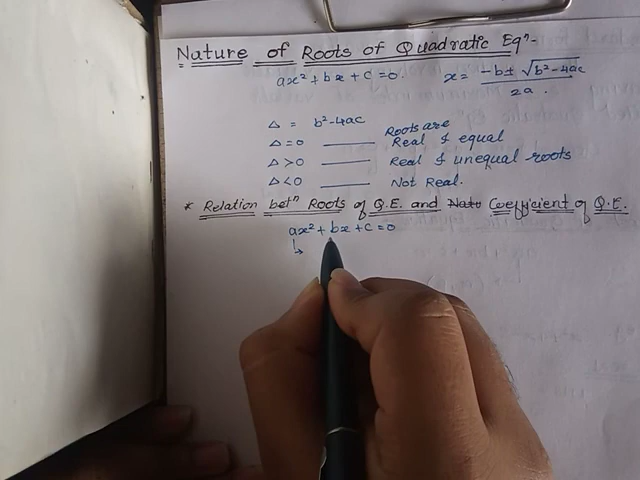 Nature of Roots of Quadratic Eqⁿ-
ax² + bx + c = 0. x = -b ± √b²-4ac / 2a .
Δ = b²-4ac
Roots are
Δ=0 —— Real & equal
Δ>0 —— Real & unequal roots
Δ<0 —— Not Real.
* Relation betⁿ Roots of Q.E. and Natu Coefficient of Q.E.
ax² + bx + c = 0